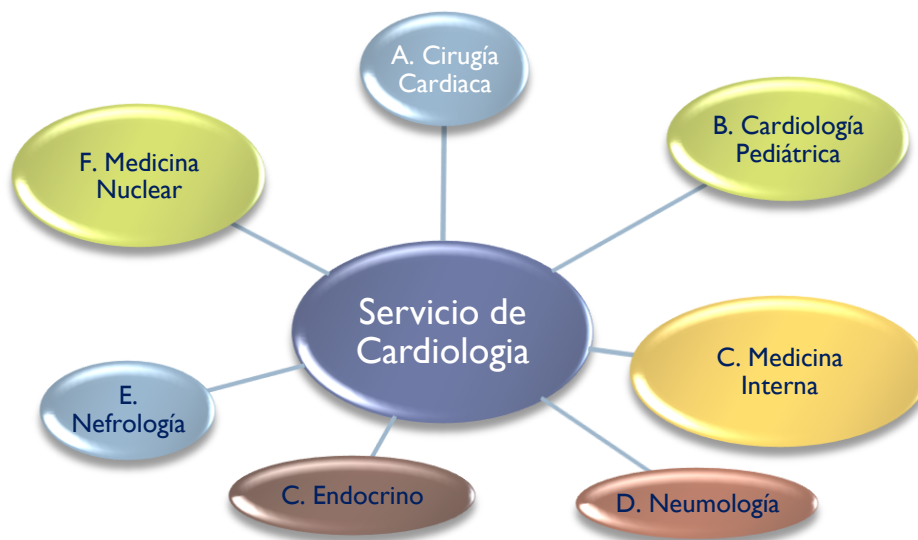 A. Cirugía
Cardiaca
B. Cardiología
Pediátrica
F. Medicina
Nuclear
Servicio de
Cardiologia
C. Medicina
Interna
E.
Nefrología
C. Endocrino
D. Neumología